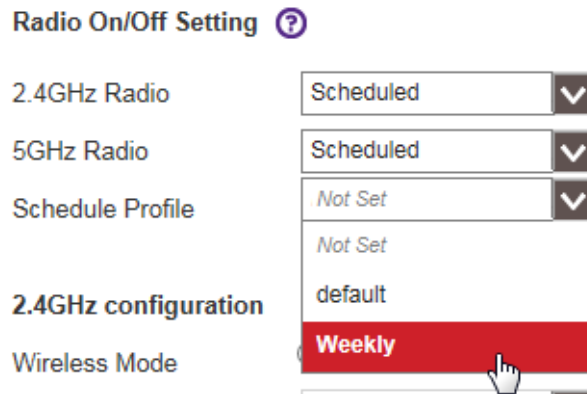 Radio On/Off Setting ?
2.4GHz Radio Scheduled
5GHz Radio Scheduled
Schedule Profile Not Set
Not Set
default
2.4GHz configuration
Weekly
Wireless Mode